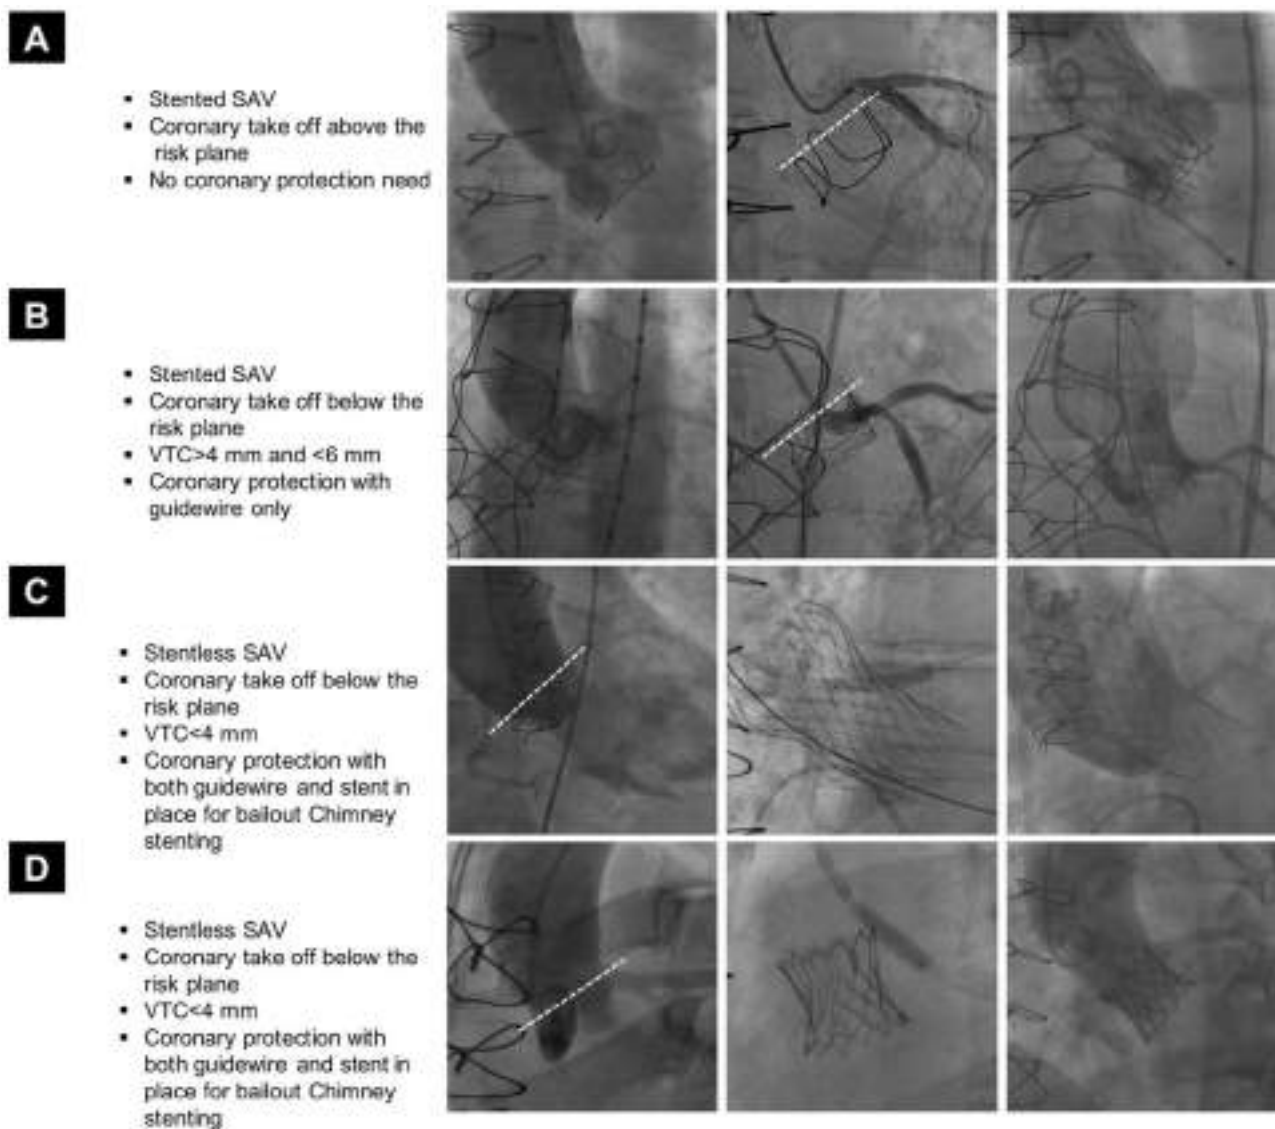 A
▪ Stented SAV
▪ Coronary take off above the
risk plane
▪ No coronary protection need
B
▪ Stented SAV
▪ Coronary take off below the
risk plane
▪ VTC>4 mm and <6 mm
▪ Coronary protection with
guidewire only
C
▪ Stentless SAV
▪ Coronary take off below the
risk plane
▪ VTC<4 mm
▪ Coronary protection with
both guidewire and stent in
place for bailout Chimney
stenting
D
▪ Stentless SAV
▪ Coronary take off below the
risk plane
▪ VTC<4 mm
▪ Coronary protection with
both guidewire and stent in
place for bailout Chimney
stenting